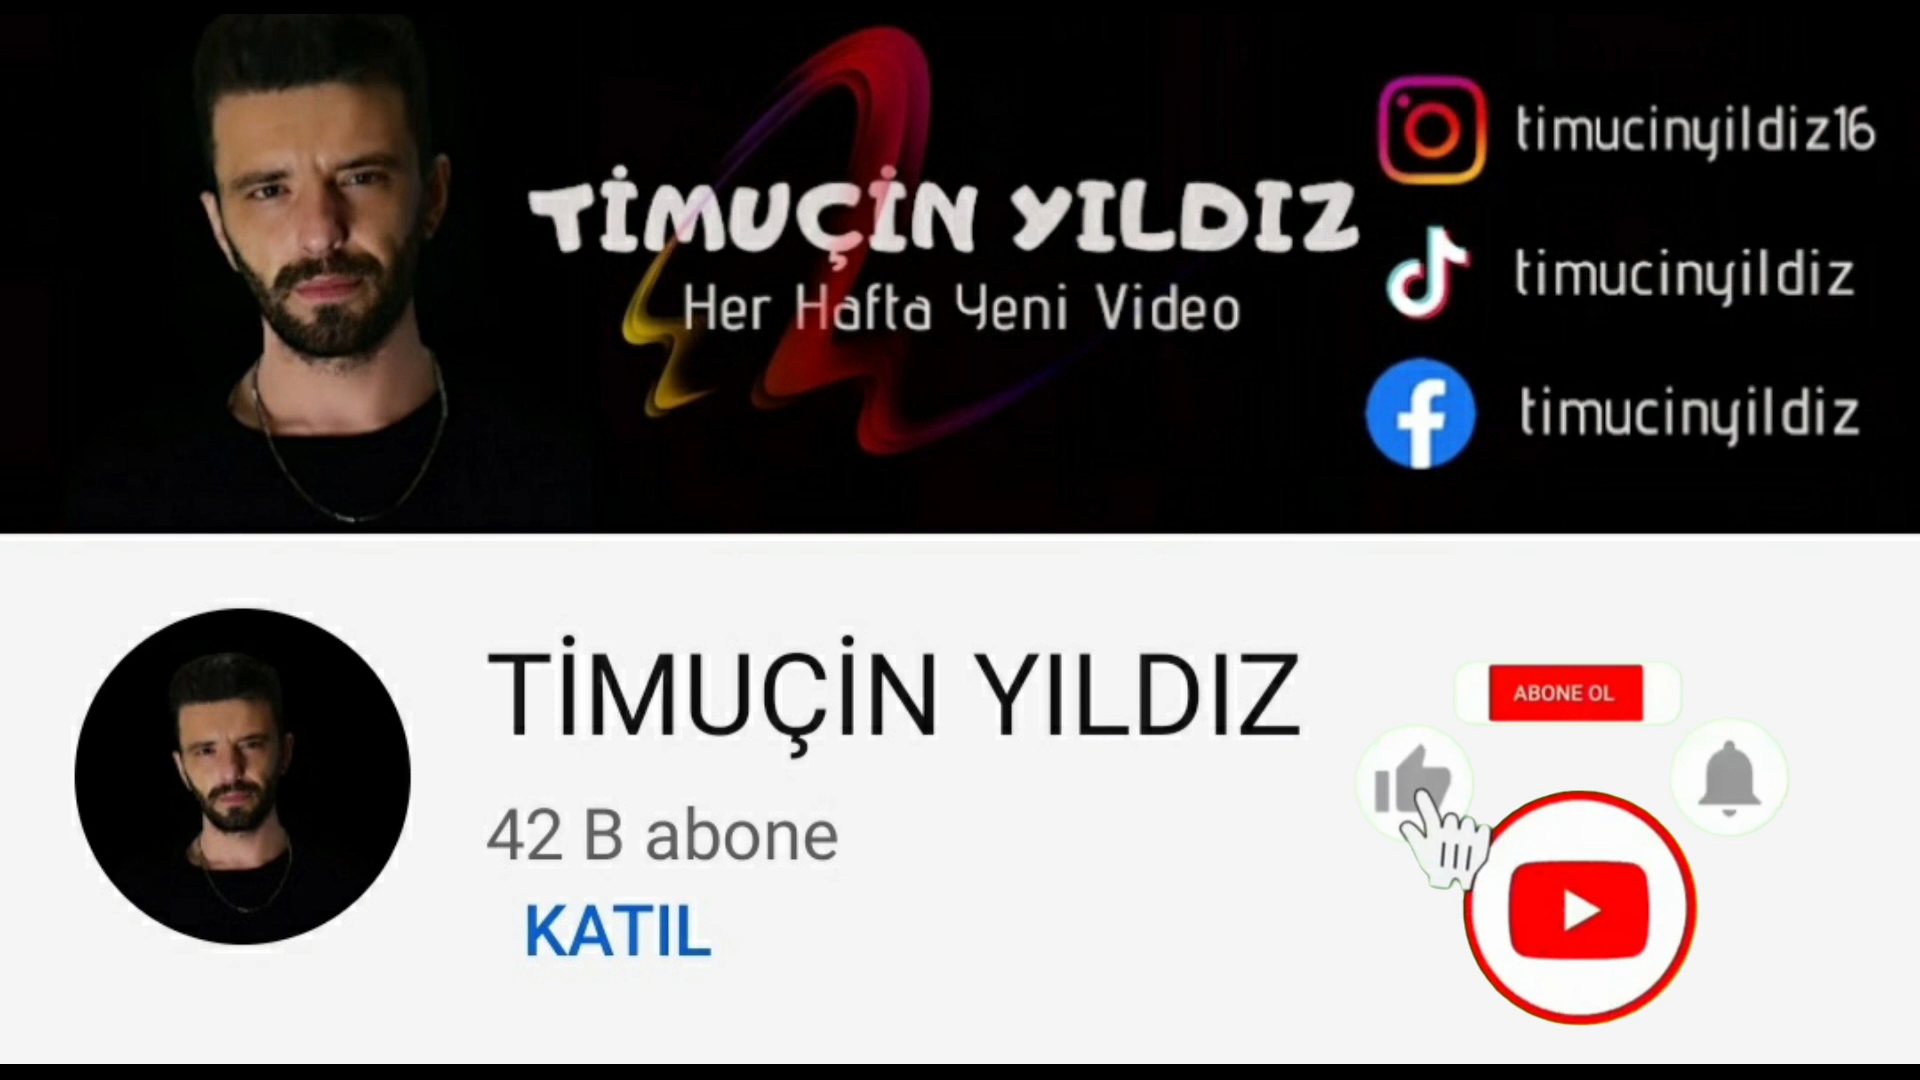 TİMUÇİN YILDIZ
Her Hafta Yeni Video
timucinyildiz16
timucinyildiz
timucinyildiz
TİMUÇİN YILDIZ
42 B abone
KATIL
ABONE OL